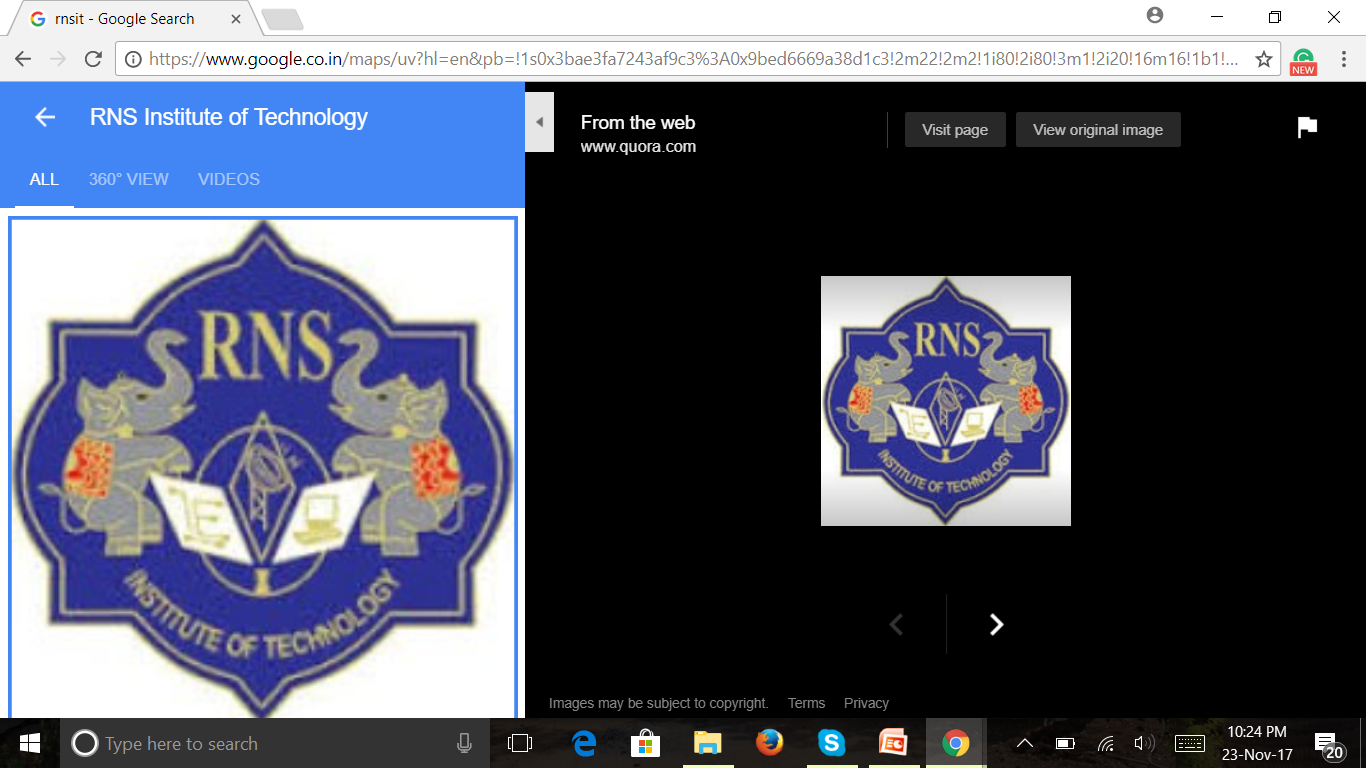 rnsit - Google Search
https://www.google.co.in/maps/uv?hl=en&pb=!1s0x3bae3fa7243af9c3%3A0x9bed6669a38d1c3!2m22!2m2!1i80!2i80!3m1!2i20!16m16!1b1!...
NEW
RNS Institute of Technology
ALL 360° VIEW VIDEOS
RNS
INSTITUTE OF TECHNOLOGY
From the web
www.quora.com
Visit page
View original image
RNS
INSTITUTE OF TECHNOLOGY
Images may be subject to copyright. Terms Privacy
Type here to search
10:24 PM
23-Nov-17
20